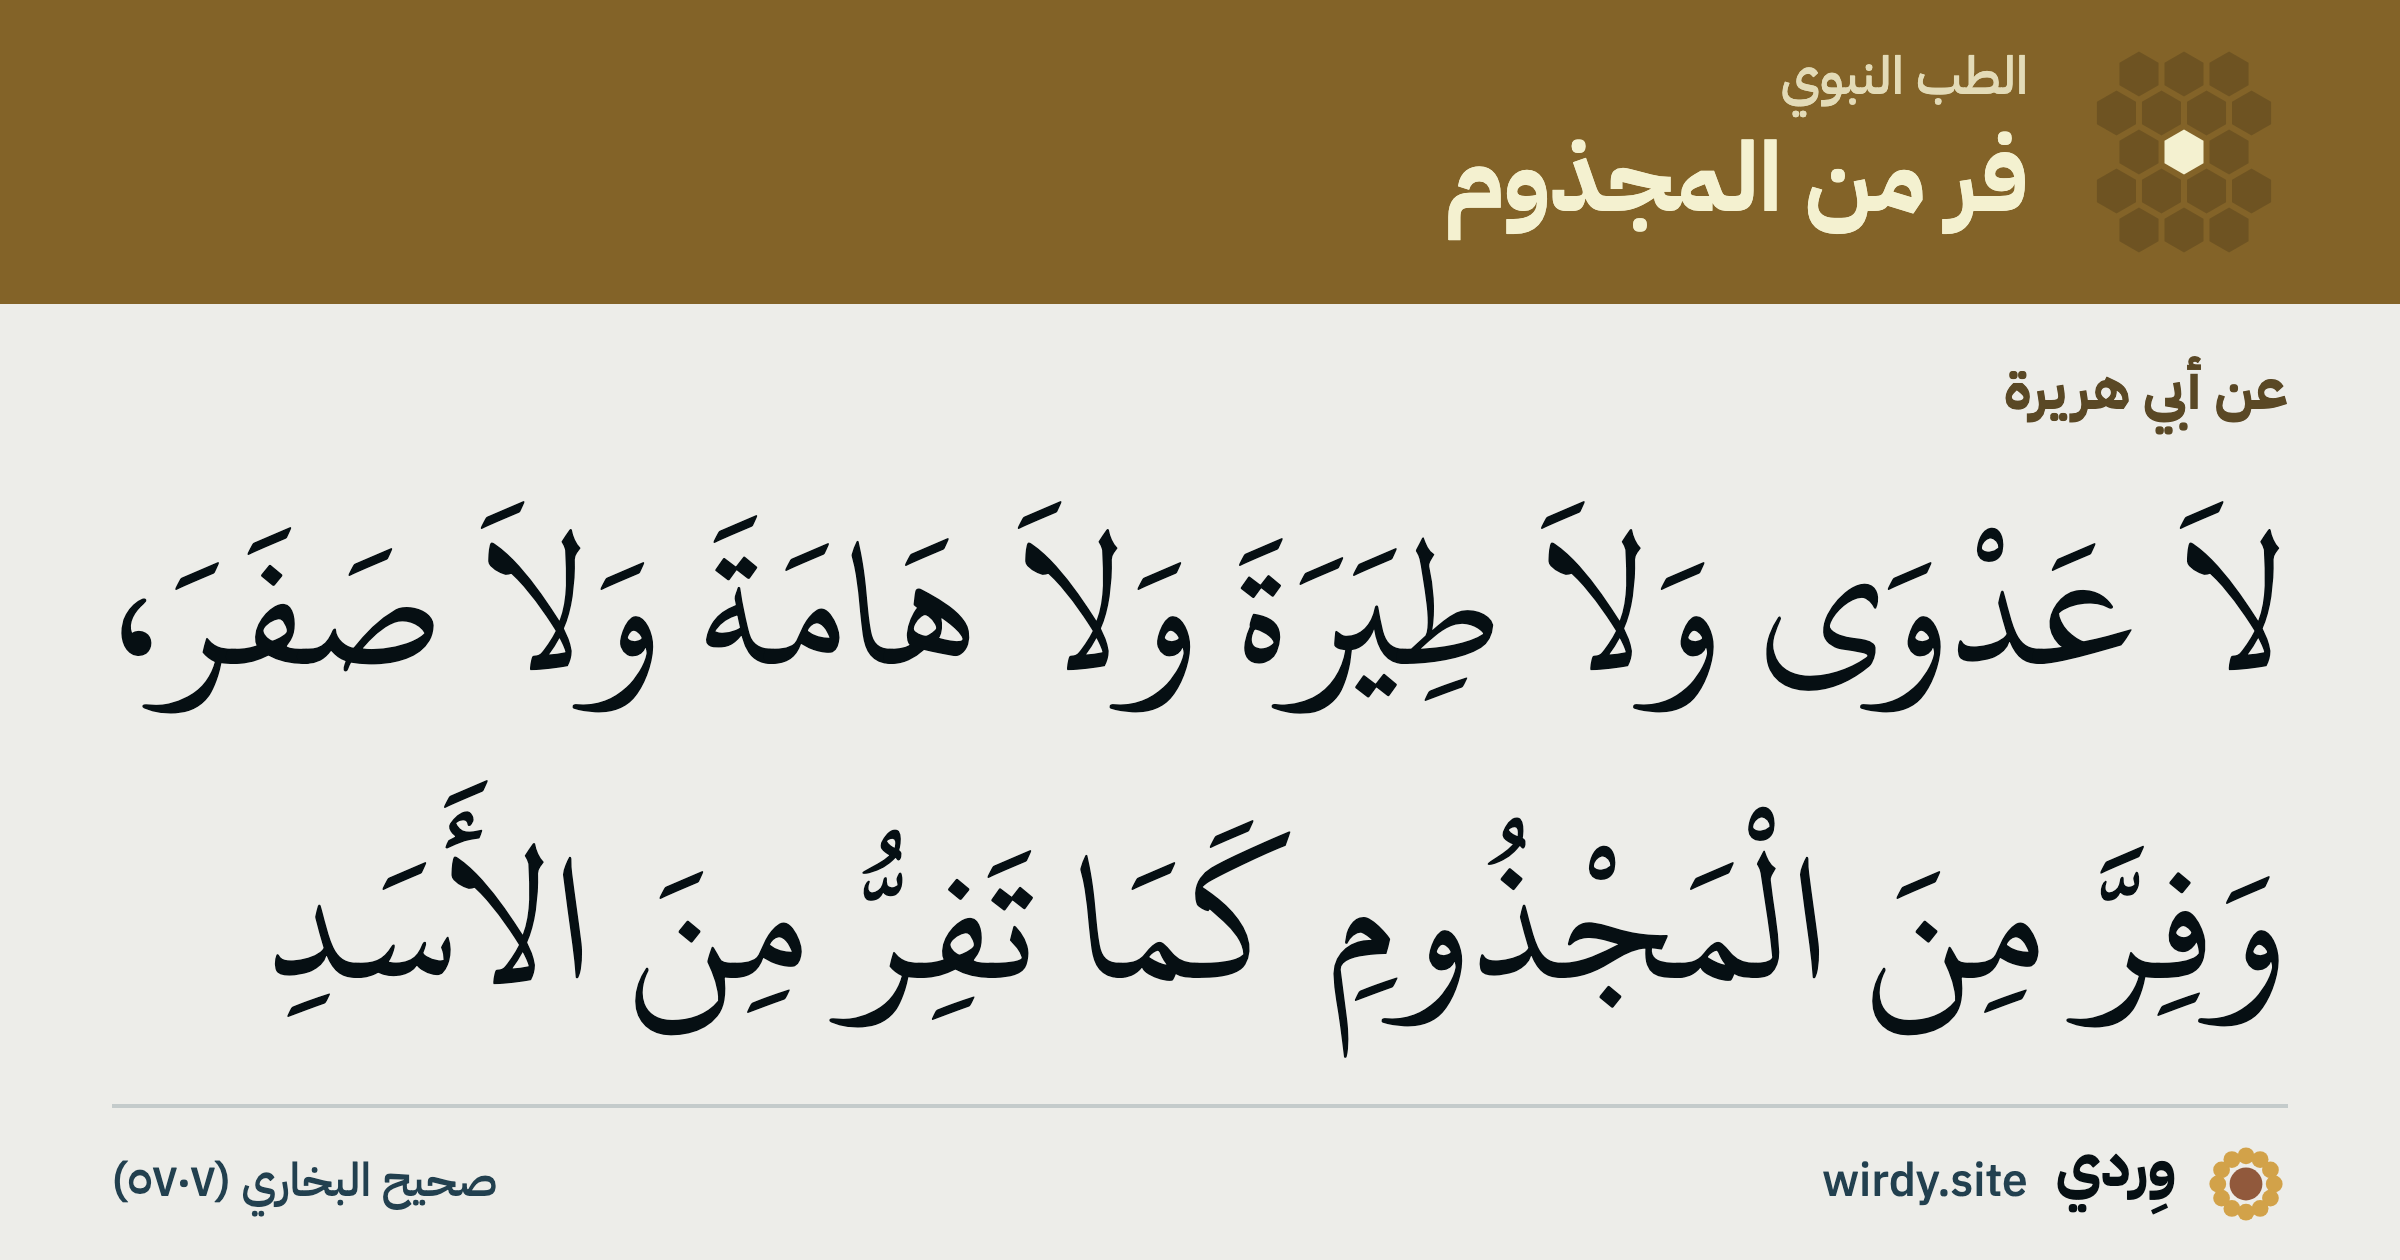 الطب النبوي
فر من المجذوم
عن أبي هريرة
لاَ عَدْوَى وَلاَ طِيَرَةَ وَلاَ هَامَةَ وَلاَ صَفَرَ،
وَفِرَّ مِنَ الْمَجْذُومِ كَمَا تَفِرُّ مِنَ الأَسَدِ
وِردي wirdy.site
صحيح البخاري (٥٧٠٧)